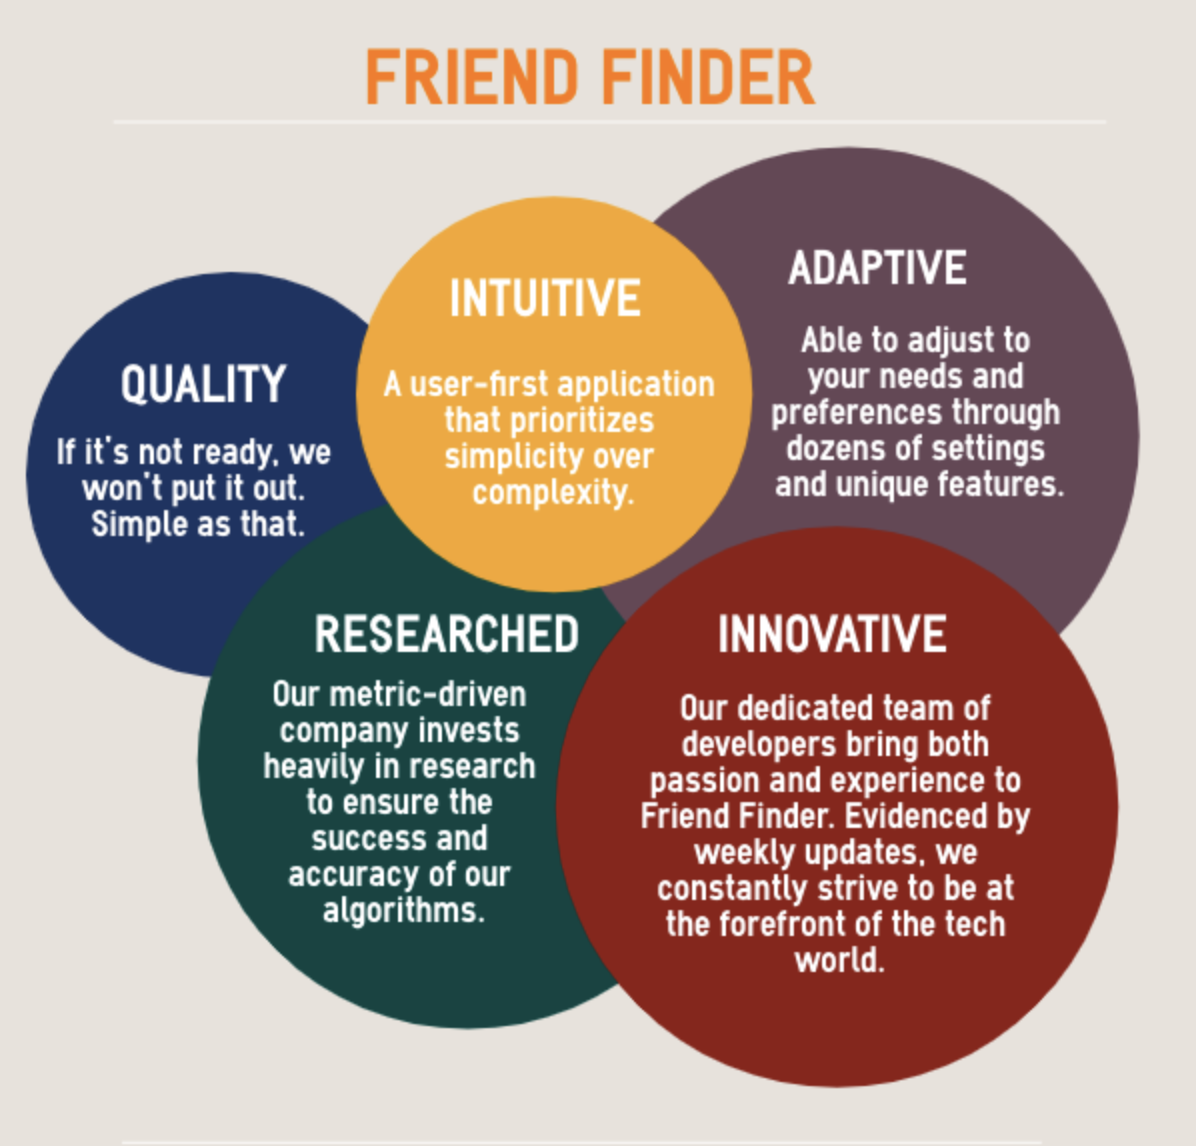 FRIEND FINDER
QUALITY
If it's not ready, we
won't put it out.
Simple as that.
INTUITIVE
A user-first application
that prioritizes
simplicity over
complexity.
ADAPTIVE
Able to adjust to
your needs and
preferences through
dozens of settings
and unique features.
RESEARCHED
Our metric-driven
company invests
heavily in research
to ensure the
success and
accuracy of our
algorithms.
INNOVATIVE
Our dedicated team of
developers bring both
passion and experience to
Friend Finder. Evidenced by
weekly updates, we
constantly strive to be at
the forefront of the tech
world.